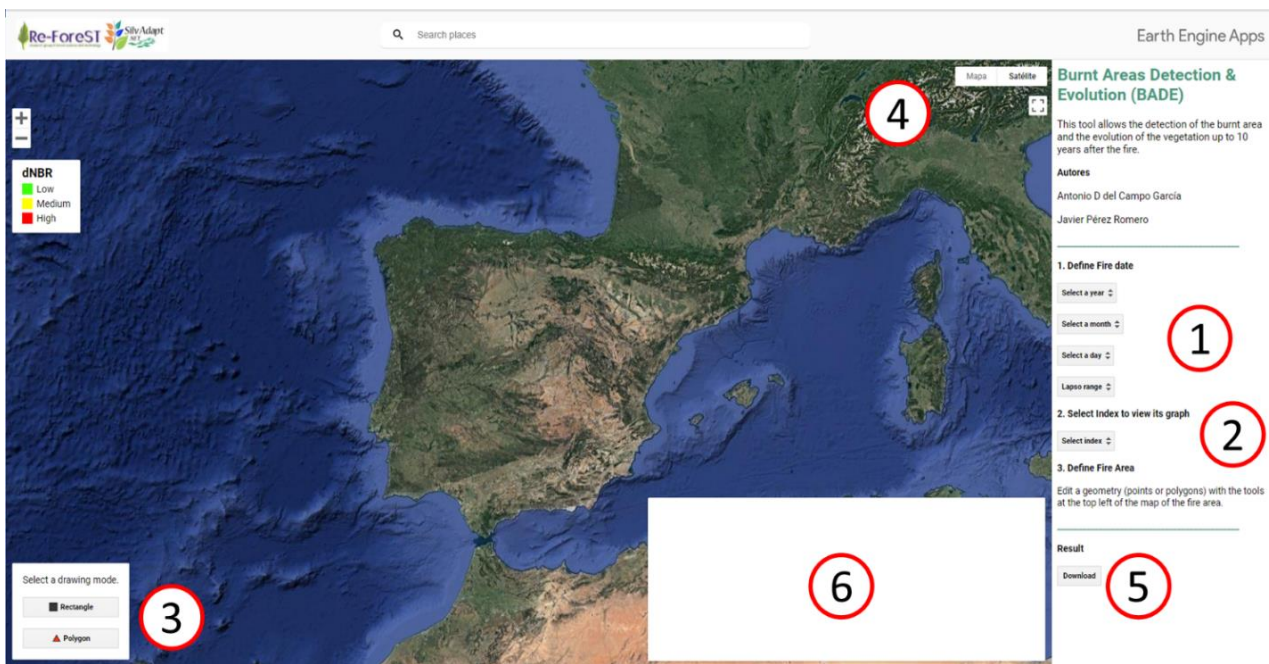 Re-ForeST
SilvAdapt
.NET
Search places
Earth Engine Apps
Mapa
Satélite
+
−
dNBR
Low
Medium
High
4
Burnt Areas Detection &
Evolution (BADE)
This tool allows the detection of the burnt area
and the evolution of the vegetation up to 10
years after the fire.
Autores
Antonio D del Campo García
Javier Pérez Romero
1. Define Fire date
Select a year
Select a month
Select a day
Lapso range
1
2. Select Index to view its graph
Select index
2
3. Define Fire Area
Edit a geometry (points or polygons) with the tools
at the top left of the map of the fire area.
Result
Download
5
Select a drawing mode.
Rectangle
Polygon
3
6